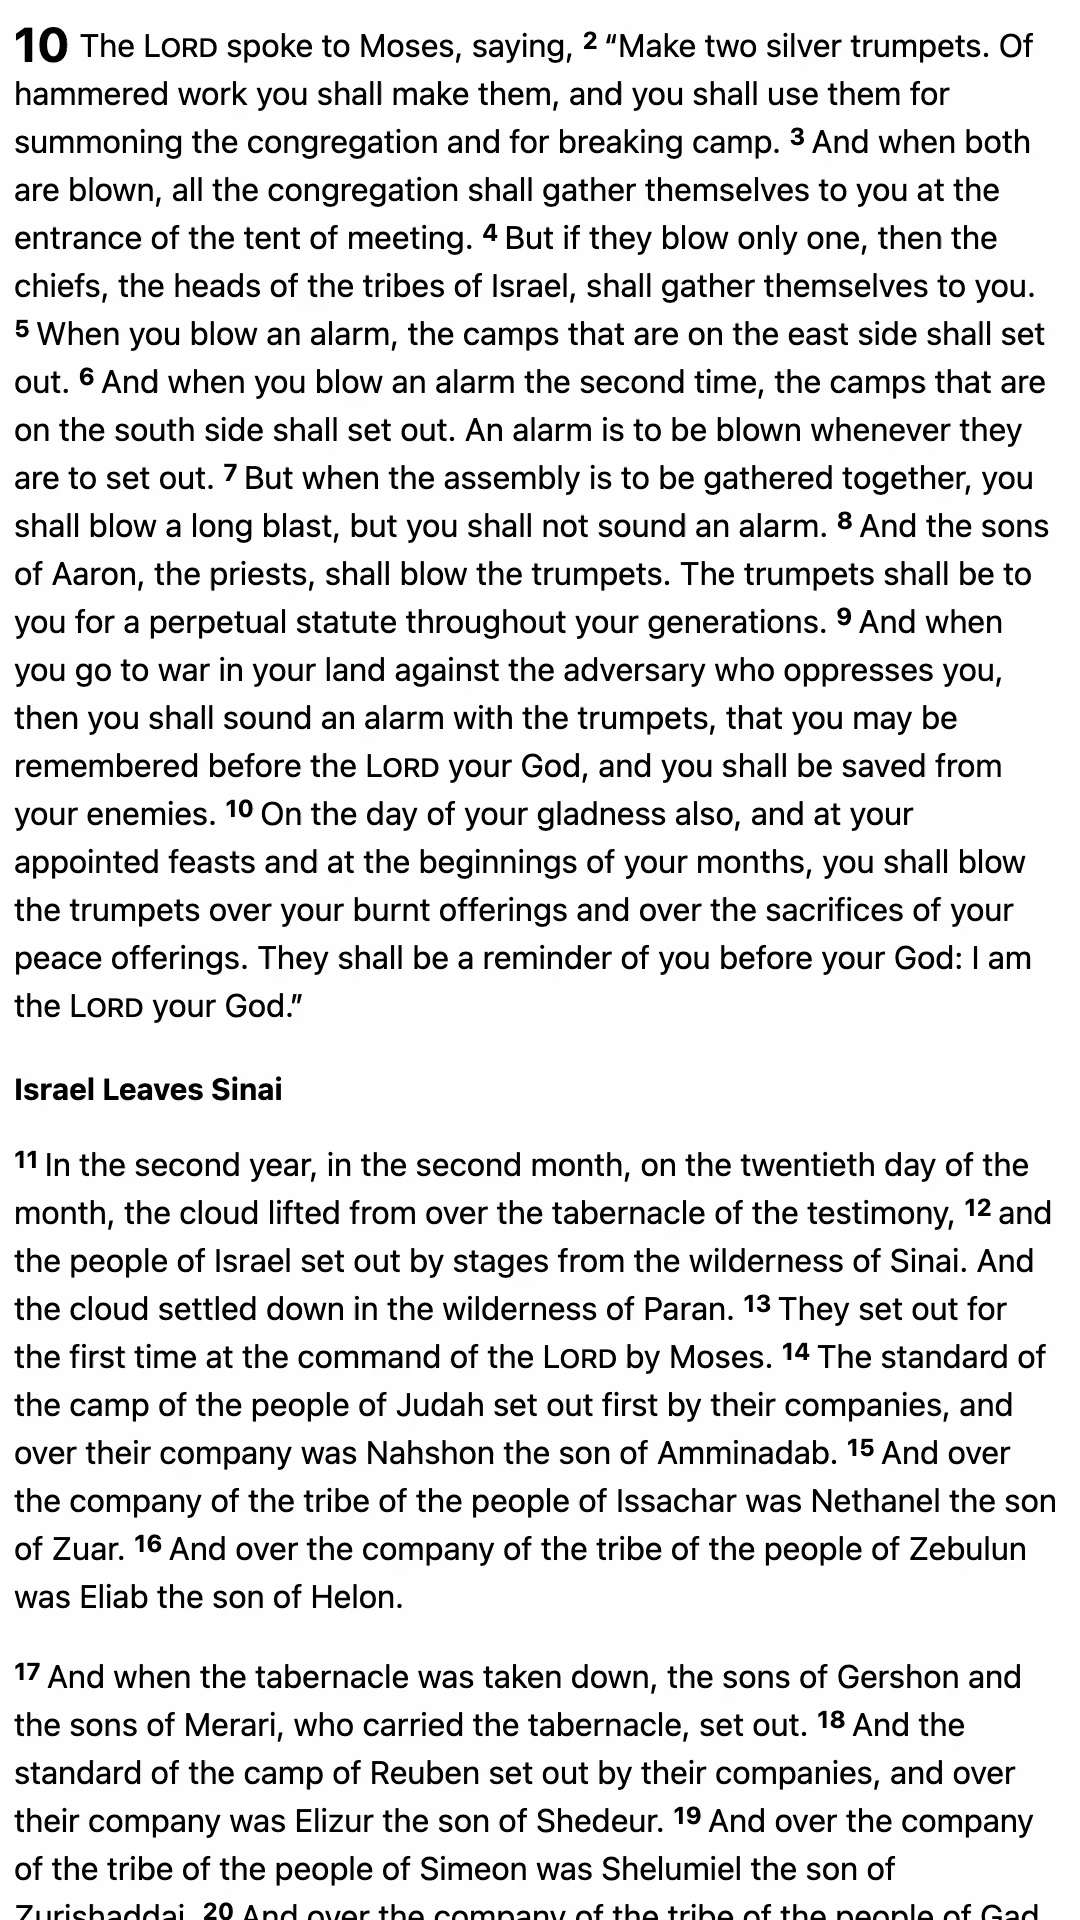 10 The LORD spoke to Moses, saying, 2 “Make two silver trumpets. Of
hammered work you shall make them, and you shall use them for
summoning the congregation and for breaking camp. 3 And when both
are blown, all the congregation shall gather themselves to you at the
entrance of the tent of meeting. 4 But if they blow only one, then the
chiefs, the heads of the tribes of Israel, shall gather themselves to you.
5 When you blow an alarm, the camps that are on the east side shall set
out. 6 And when you blow an alarm the second time, the camps that are
on the south side shall set out. An alarm is to be blown whenever they
are to set out. 7 But when the assembly is to be gathered together, you
shall blow a long blast, but you shall not sound an alarm. 8 And the sons
of Aaron, the priests, shall blow the trumpets. The trumpets shall be to
you for a perpetual statute throughout your generations. 9 And when
you go to war in your land against the adversary who oppresses you,
then you shall sound an alarm with the trumpets, that you may be
remembered before the LORD your God, and you shall be saved from
your enemies. 10 On the day of your gladness also, and at your
appointed feasts and at the beginnings of your months, you shall blow
the trumpets over your burnt offerings and over the sacrifices of your
peace offerings. They shall be a reminder of you before your God: I am
the LORD your God.”
Israel Leaves Sinai
11 In the second year, in the second month, on the twentieth day of the
month, the cloud lifted from over the tabernacle of the testimony, 12 and
the people of Israel set out by stages from the wilderness of Sinai. And
the cloud settled down in the wilderness of Paran. 13 They set out for
the first time at the command of the LORD by Moses. 14 The standard of
the camp of the people of Judah set out first by their companies, and
over their company was Nahshon the son of Amminadab. 15 And over
the company of the tribe of the people of Issachar was Nethanel the son
of Zuar. 16 And over the company of the tribe of the people of Zebulun
was Eliab the son of Helon.
17 And when the tabernacle was taken down, the sons of Gershon and
the sons of Merari, who carried the tabernacle, set out. 18 And the
standard of the camp of Reuben set out by their companies, and over
their company was Elizur the son of Shedeur. 19 And over the company
of the tribe of the people of Simeon was Shelumiel the son of
Zurishaddai. 20 And over the company of the tribe of the people of Gad